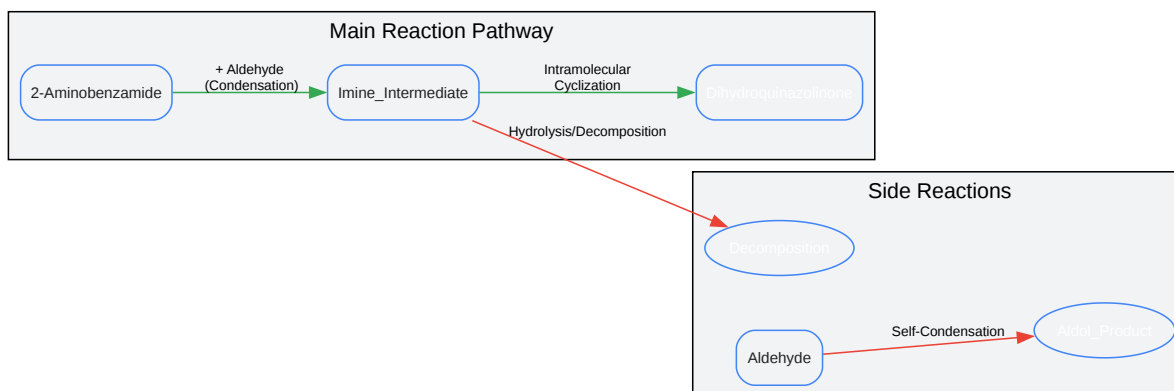 Main Reaction Pathway
2-Aminobenzamide
+ Aldehyde
(Condensation)
Imine_Intermediate
Intramolecular
Cyclization
Dihydroquinazolinone
Hydrolysis/Decomposition
Side Reactions
Decomposition
Aldehyde
Self-Condensation
Aldol_Product